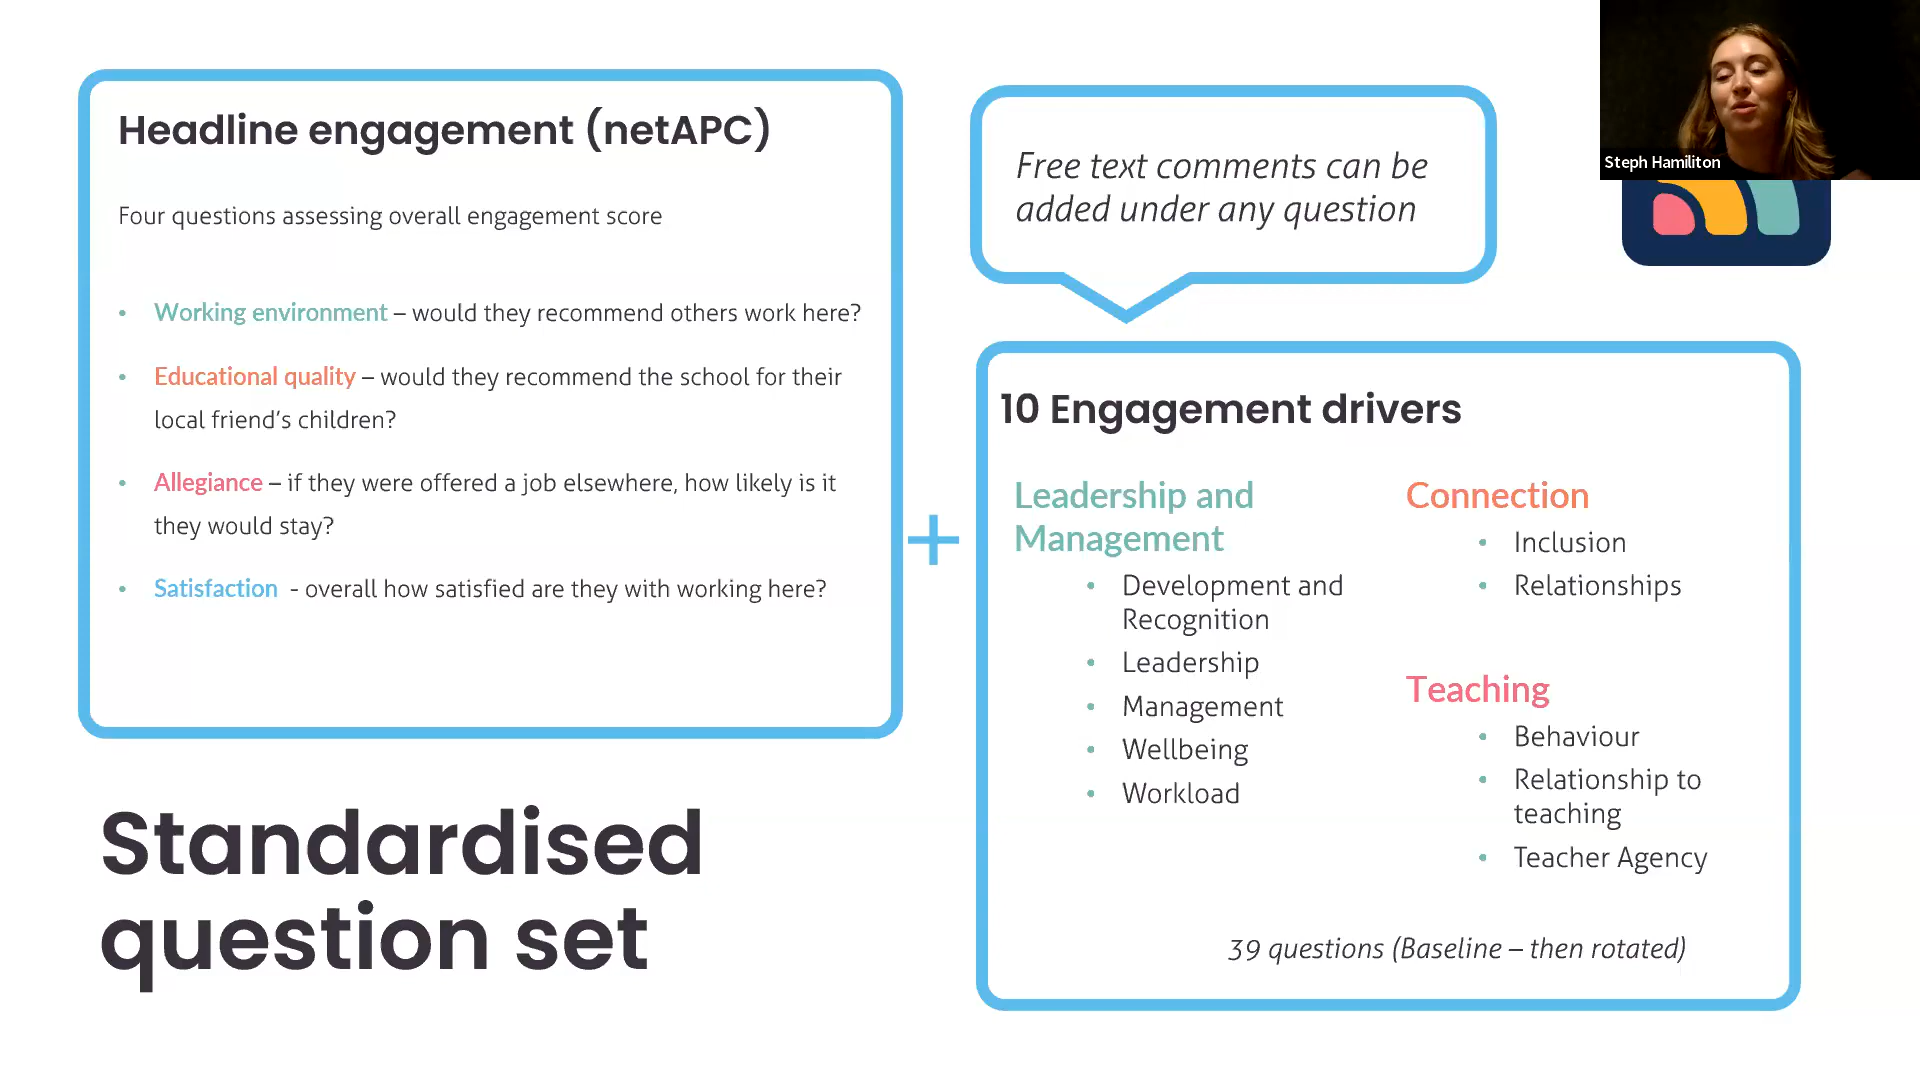 Headline engagement (netAPC)
Four questions assessing overall engagement score
• Working environment – would they recommend others work here?
• Educational quality – would they recommend the school for their
local friend's children?
• Allegiance – if they were offered a job elsewhere, how likely is it
they would stay?
• Satisfaction - overall how satisfied are they with working here?
Standardised
question set
+
Free text comments can be
added under any question
10 Engagement drivers
Leadership and
Management
• Development and
Recognition
• Leadership
• Management
• Wellbeing
• Workload
Connection
• Inclusion
• Relationships
Teaching
• Behaviour
• Relationship to
teaching
• Teacher Agency
39 questions (Baseline – then rotated)
Steph Hamiliton